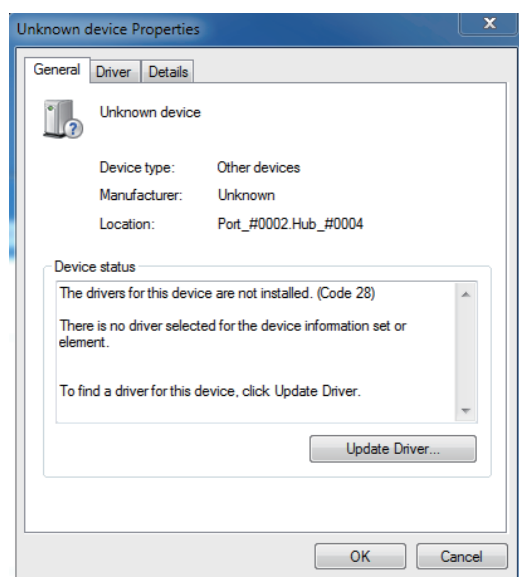 Unknown device Properties
General Driver Details
Unknown device
Device type: Other devices
Manufacturer: Unknown
Location: Port_#0002.Hub_#0004
Device status
The drivers for this device are not installed. (Code 28)
There is no driver selected for the device information set or
element.
To find a driver for this device, click Update Driver.
Update Driver...
OK Cancel